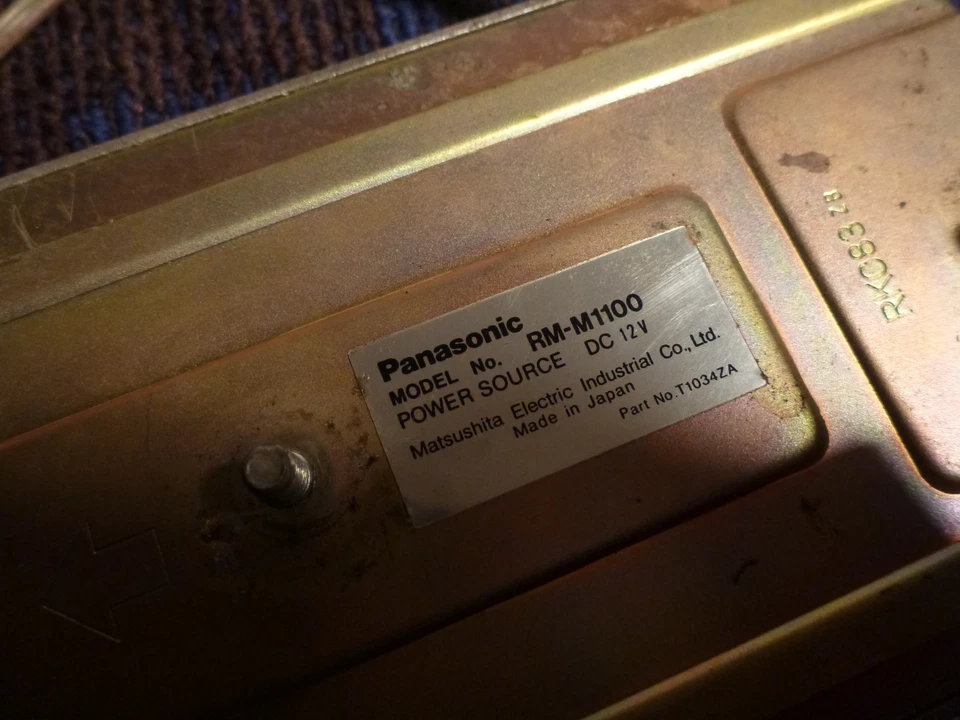 Panasonic
MODEL No. RM-M1100
POWER SOURCE DC 12V
Matsushita Electric Industrial Co.,Ltd.
Made in Japan
Part No.T1034ZA
RKC83 ZB